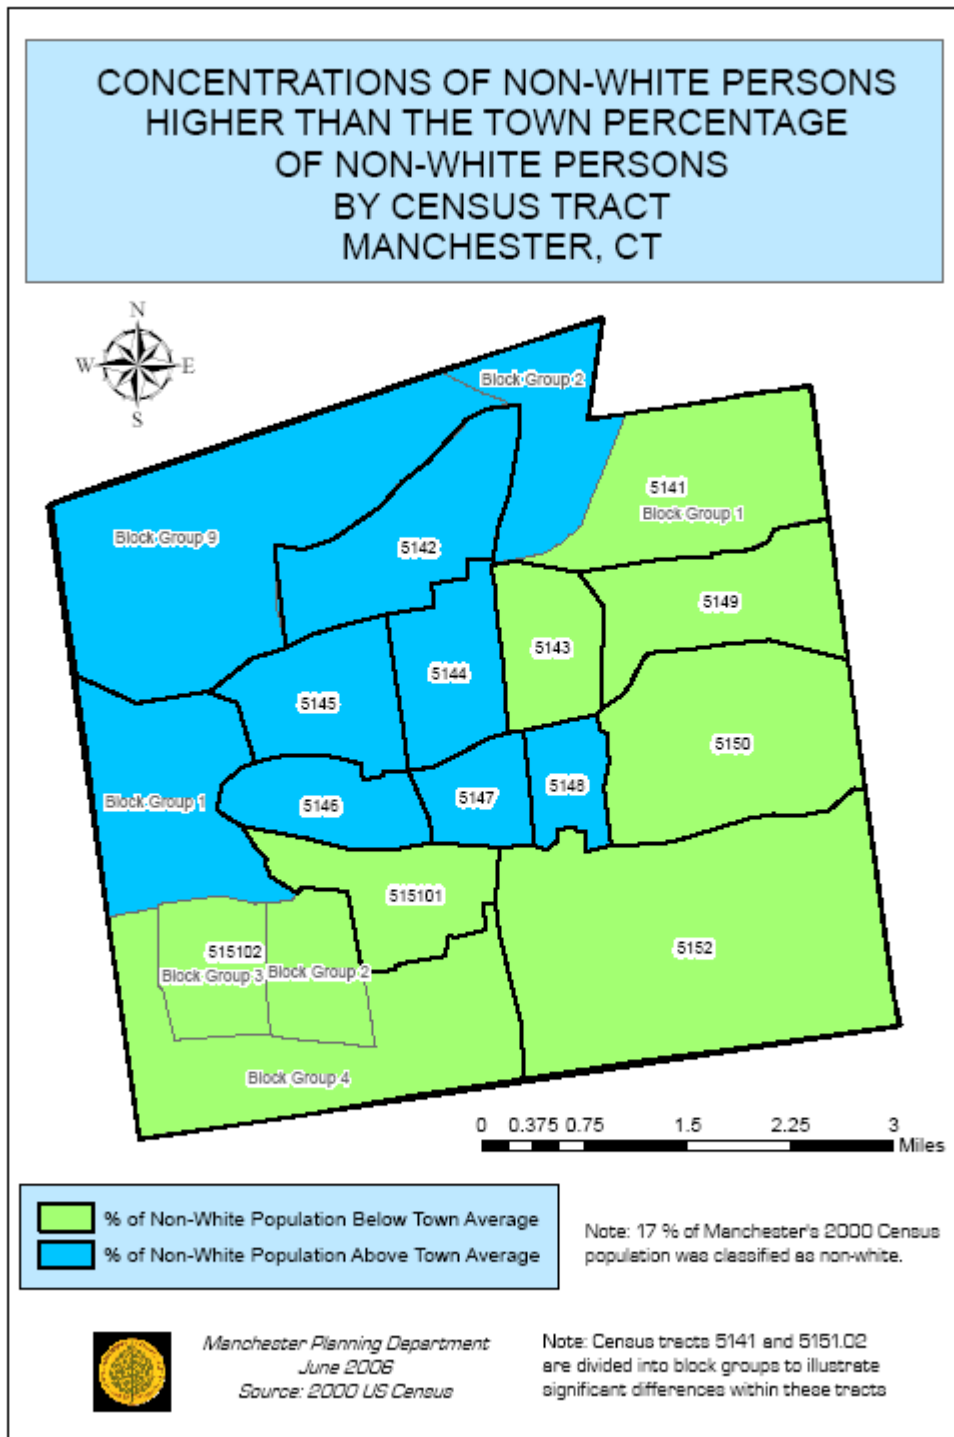 CONCENTRATIONS OF NON-WHITE PERSONS
HIGHER THAN THE TOWN PERCENTAGE
OF NON-WHITE PERSONS
BY CENSUS TRACT
MANCHESTER, CT
N
W E
S
Block Group 2
5141
Block Group 1
Block Group 9
5142
5149
5143
5144
5145
5150
5148
5147
5146
Block Group 1
515101
5152
515102
Block Group 3
Block Group 2
Block Group 4
0 0.375 0.75 1.5 2.25 3
Miles
% of Non-White Population Below Town Average
% of Non-White Population Above Town Average
Note: 17 % of Manchester's 2000 Census
population was classified as non-white.
Manchester Planning Department
June 2006
Source: 2000 US Census
Note: Census tracts 5141 and 5151.02
are divided into block groups to illustrate
significant differences within these tracts